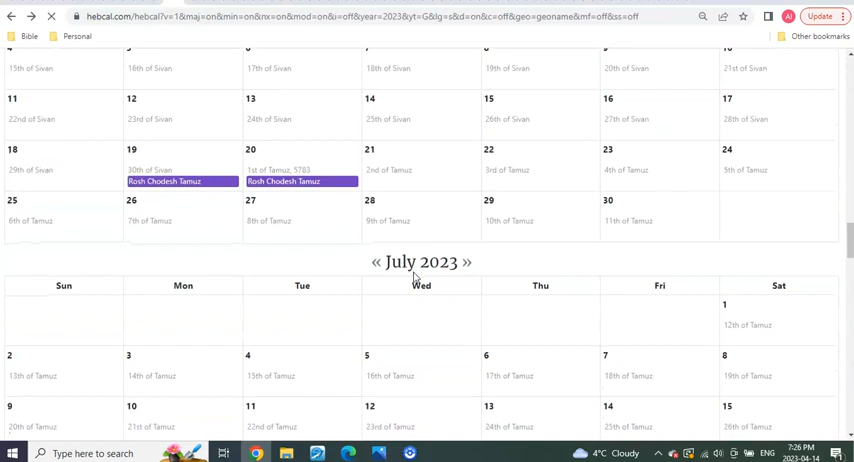 hebcal.com/hebcal?v=1&maj=on&min=on&nx=on&mod=on&i=off&year=2023&yt=G&lg=s&d=on&c=off&geo=geoname&mf=off&ss=off
Update
Bible Personal Other bookmarks
4 5 6 7 8 9 10
15th of Sivan 16th of Sivan 17th of Sivan 18th of Sivan 19th of Sivan 20th of Sivan 21st of Sivan
11 12 13 14 15 16 17
22nd of Sivan 23rd of Sivan 24th of Sivan 25th of Sivan 26th of Sivan 27th of Sivan 28th of Sivan
18 19 20 21 22 23 24
29th of Sivan 30th of Sivan 1st of Tamuz, 5783 2nd of Tamuz 3rd of Tamuz 4th of Tamuz 5th of Tamuz
Rosh Chodesh Tamuz Rosh Chodesh Tamuz
25 26 27 28 29 30
6th of Tamuz 7th of Tamuz 8th of Tamuz 9th of Tamuz 10th of Tamuz 11th of Tamuz
« July 2023 »
Sun Mon Tue Wed Thu Fri Sat
1
12th of Tamuz
2 3 4 5 6 7 8
13th of Tamuz 14th of Tamuz 15th of Tamuz 16th of Tamuz 17th of Tamuz 18th of Tamuz 19th of Tamuz
9 10 11 12 13 14 15
20th of Tamuz 21st of Tamuz 22nd of Tamuz 23rd of Tamuz 24th of Tamuz 25th of Tamuz 26th of Tamuz
Type here to search 4°C Cloudy ENG 7:26 PM
2023-04-14